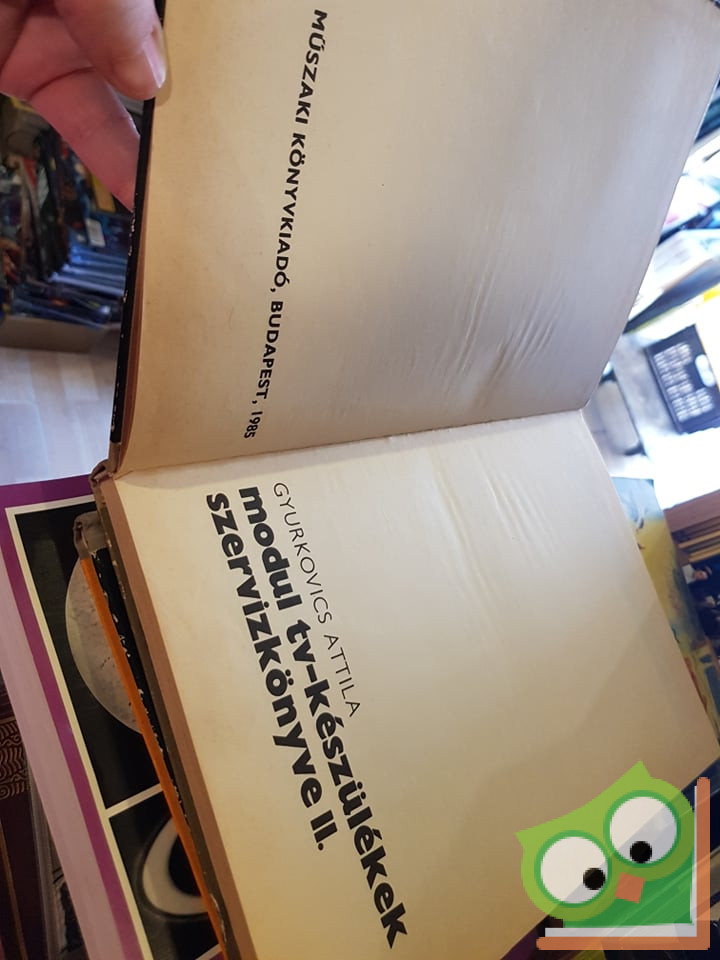 MŰSZAKI KÖNYVKIADÓ, BUDAPEST, 1985
GYURKOVICS ATTILA
modul tv-készülékek
szervizkönyve II.